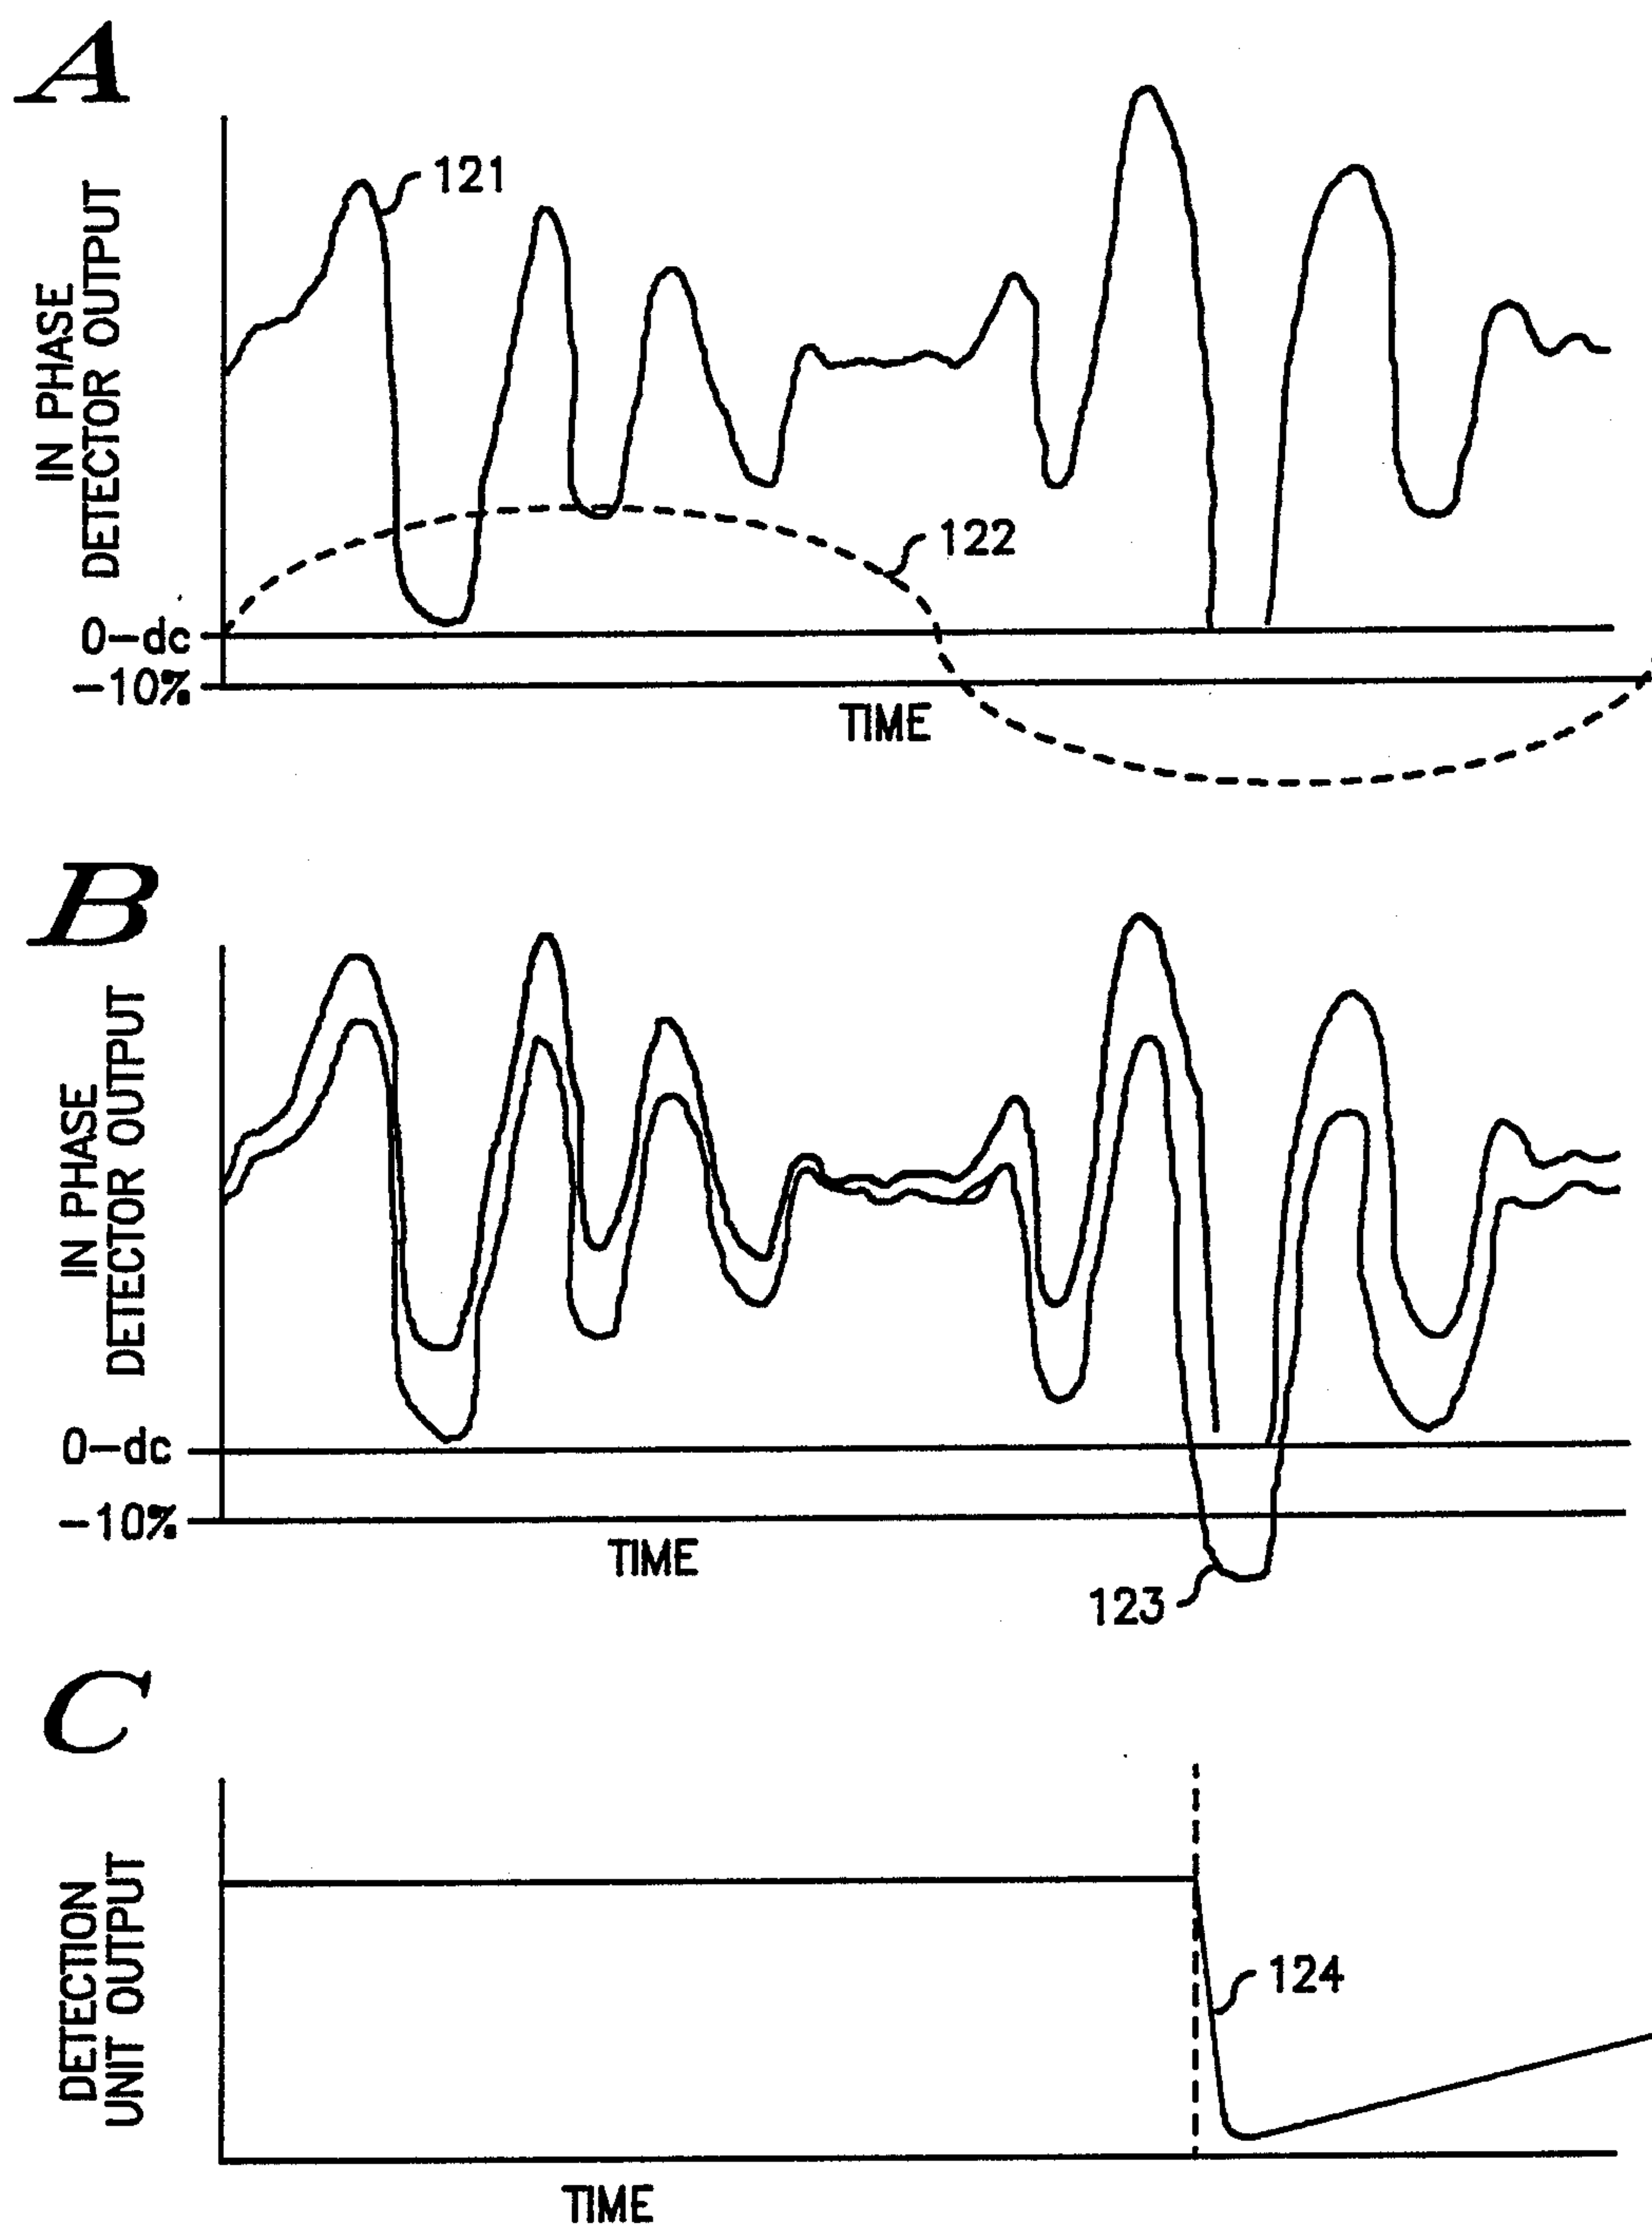 A
IN PHASE
DETECTOR OUTPUT
121
122
0-dc
-10%
TIME
B
IN PHASE
DETECTOR OUTPUT
0-dc
-10%
TIME
123
C
DETECTION
UNIT OUTPUT
124
TIME